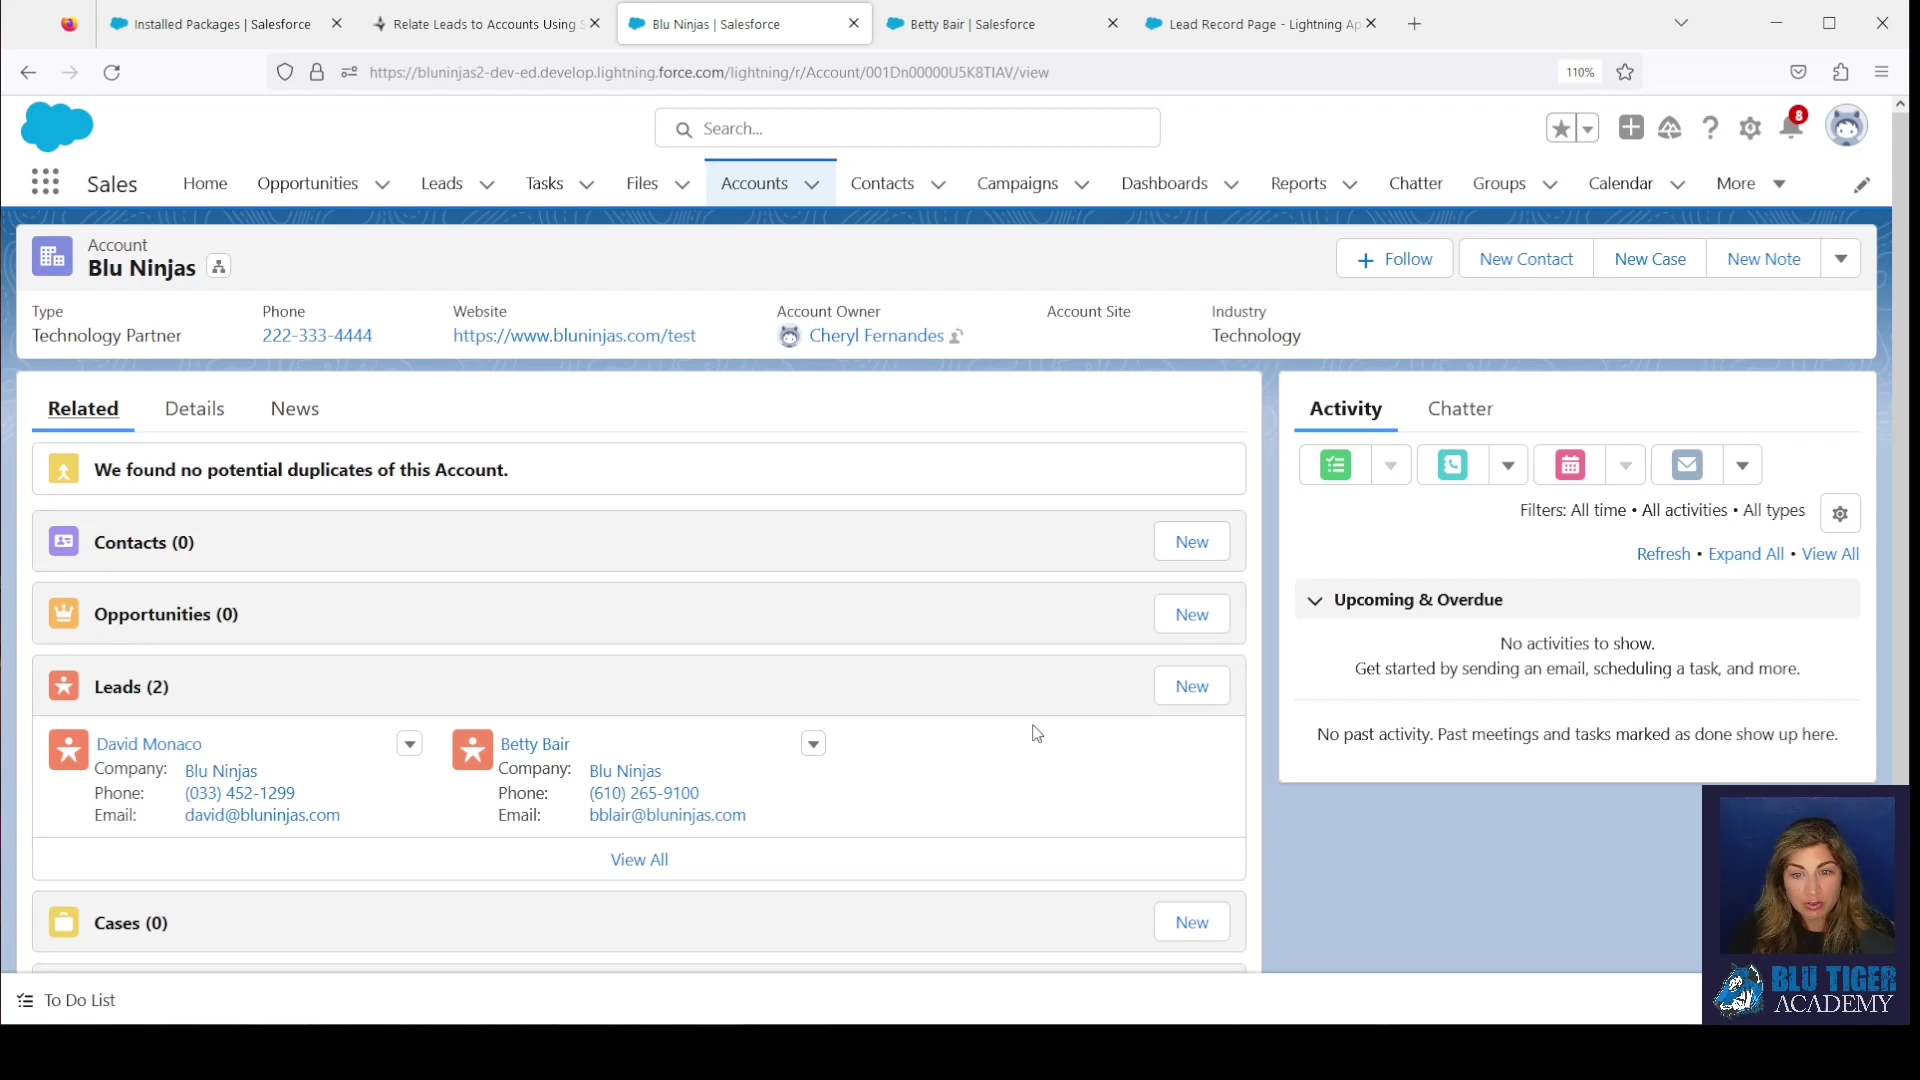 Installed Packages | Salesforce
Relate Leads to Accounts Using
Blu Ninjas | Salesforce
Betty Bair | Salesforce
Lead Record Page - Lightning Ap
https://bluninjas2-dev-ed.develop.lightning.force.com/lightning/r/Account/001Dn00000U5K8TIAV/view
110%
Search...
8
Sales
Home
Opportunities
Leads
Tasks
Files
Accounts
Contacts
Campaigns
Dashboards
Reports
Chatter
Groups
Calendar
More
Account
Blu Ninjas
Follow
New Contact
New Case
New Note
Type
Technology Partner
Phone
222-333-4444
Website
https://www.bluninjas.com/test
Account Owner
Cheryl Fernandes
Account Site
Industry
Technology
Related
Details
News
We found no potential duplicates of this Account.
Contacts (0)
New
Opportunities (0)
New
Leads (2)
New
David Monaco
Company: Blu Ninjas
Phone: (033) 452-1299
Email: david@bluninjas.com
Betty Bair
Company: Blu Ninjas
Phone: (610) 265-9100
Email: bblair@bluninjas.com
View All
Cases (0)
New
Activity
Chatter
Filters: All time • All activities • All types
Refresh • Expand All • View All
Upcoming & Overdue
No activities to show.
Get started by sending an email, scheduling a task, and more.
No past activity. Past meetings and tasks marked as done show up here.
To Do List
BLU TIGER
ACADEMY